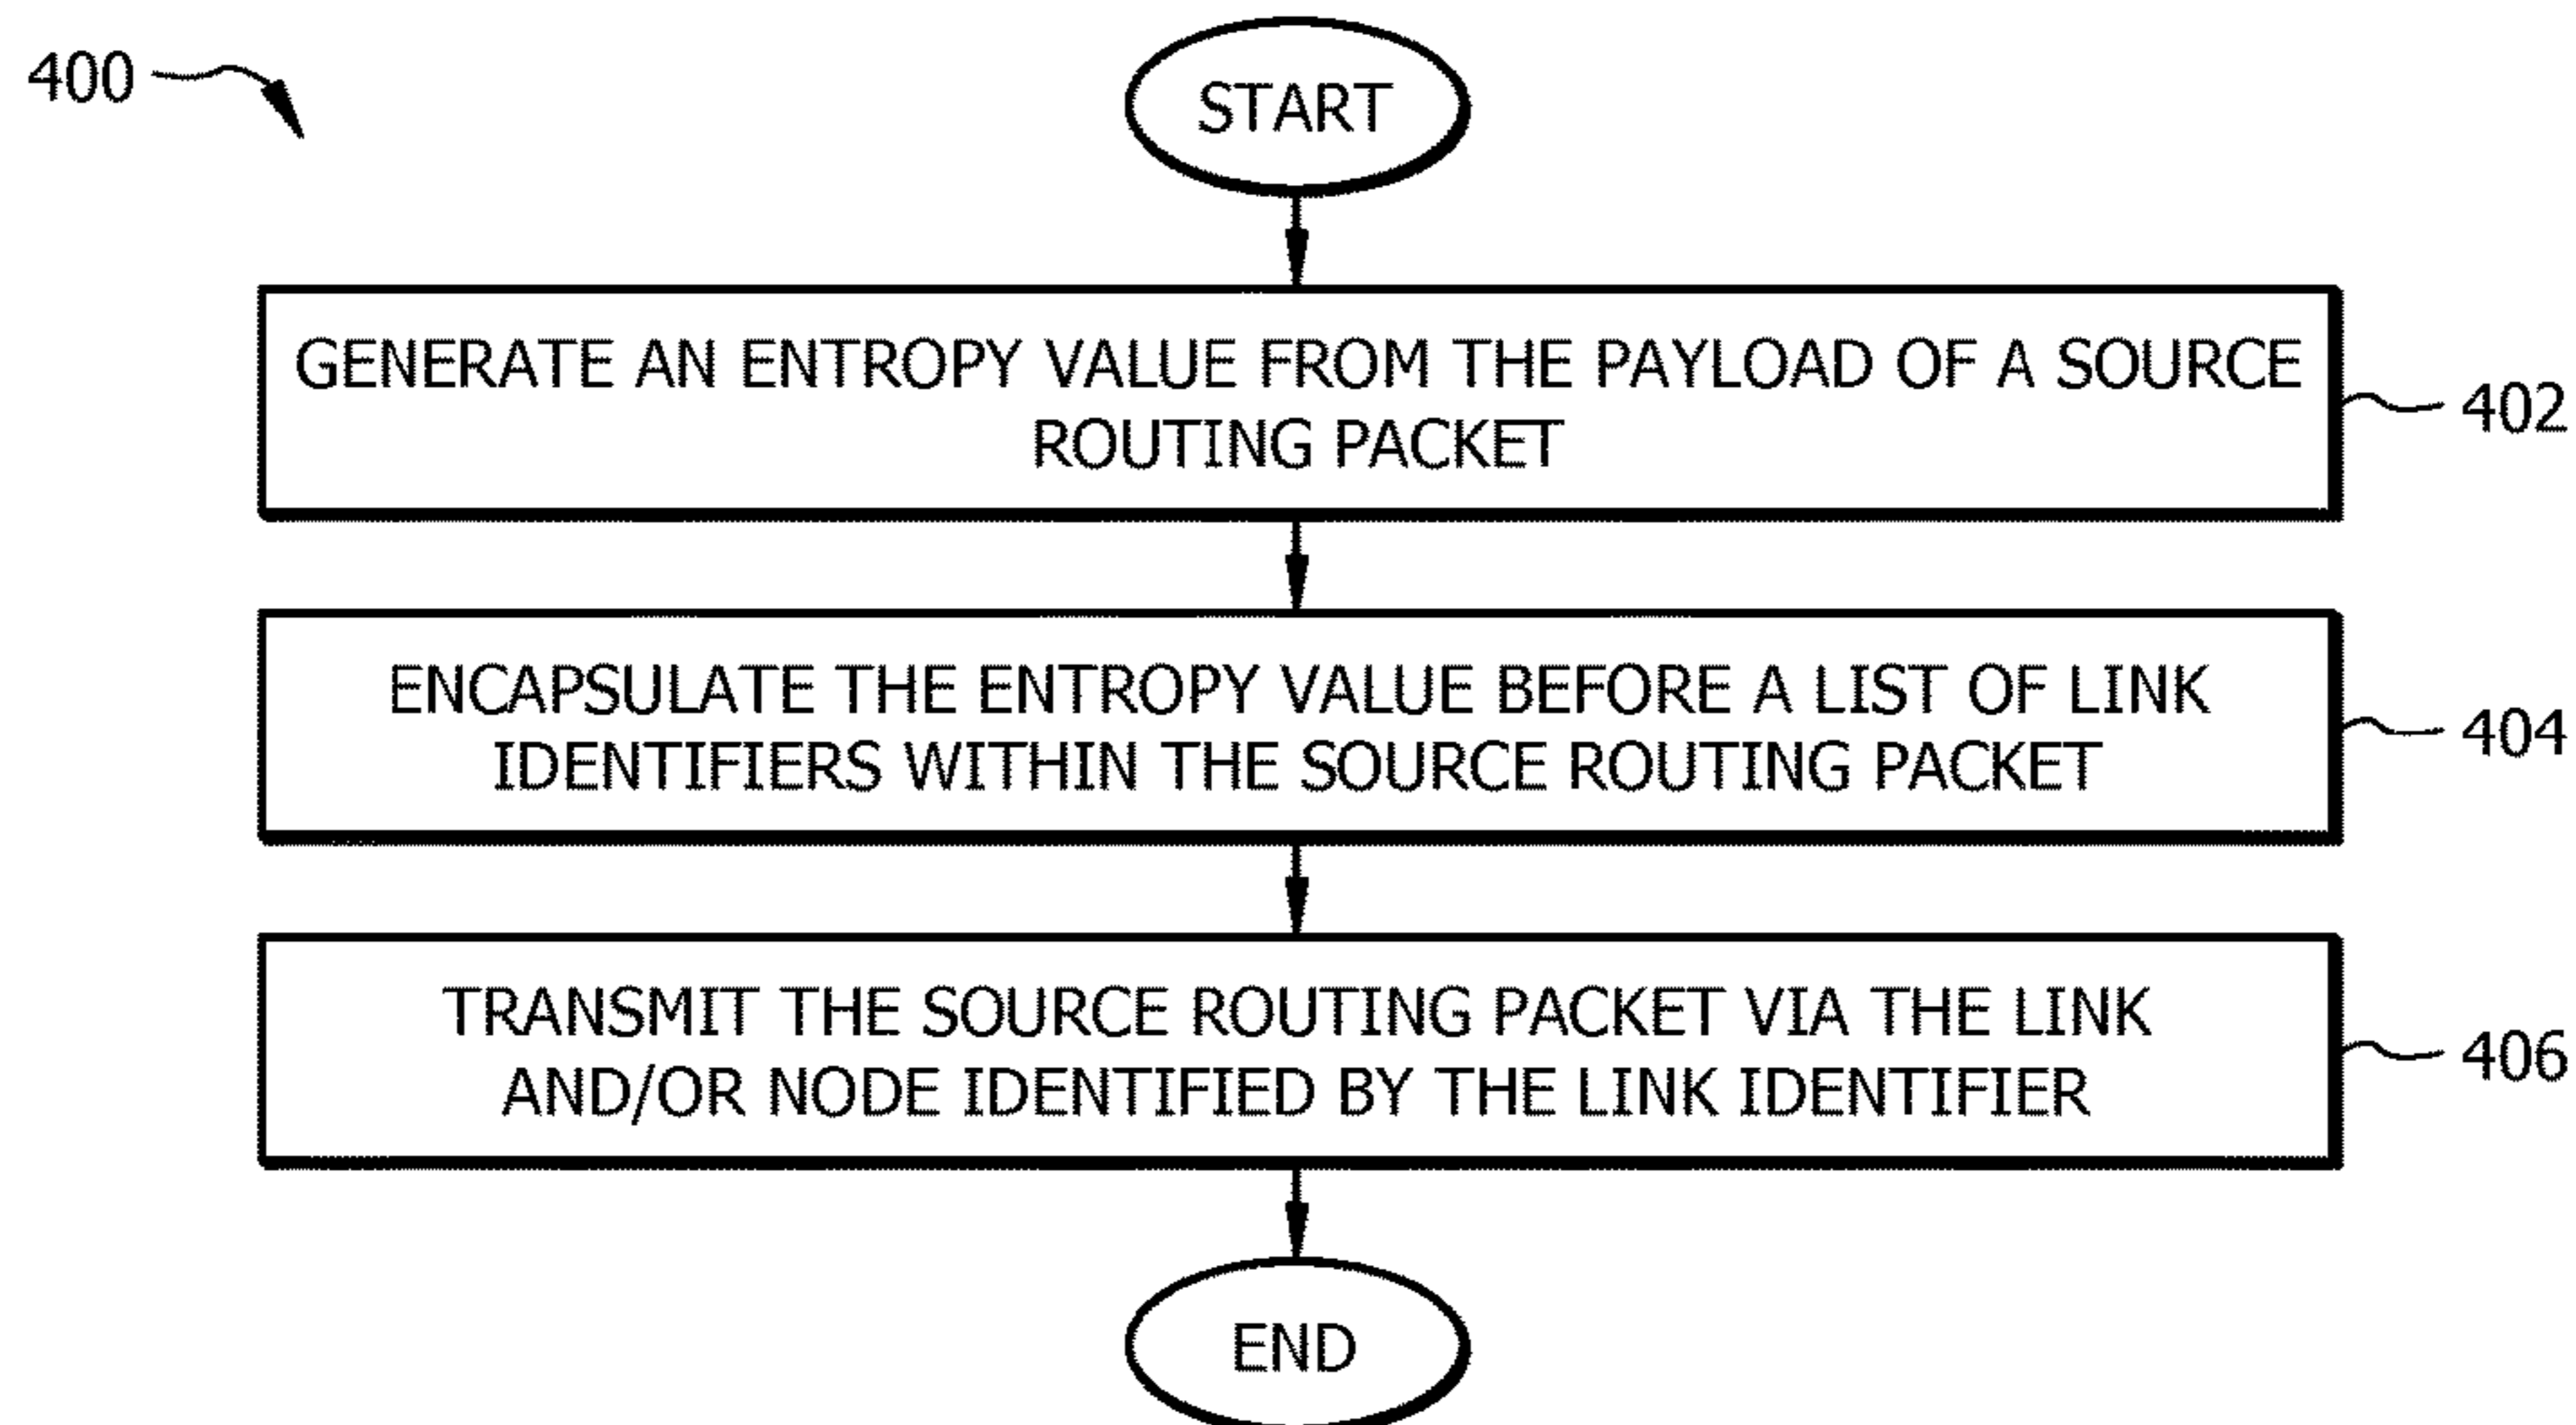 400
START
GENERATE AN ENTROPY VALUE FROM THE PAYLOAD OF A SOURCE
ROUTING PACKET
402
ENCAPSULATE THE ENTROPY VALUE BEFORE A LIST OF LINK
IDENTIFIERS WITHIN THE SOURCE ROUTING PACKET
404
TRANSMIT THE SOURCE ROUTING PACKET VIA THE LINK
AND/OR NODE IDENTIFIED BY THE LINK IDENTIFIER
406
END